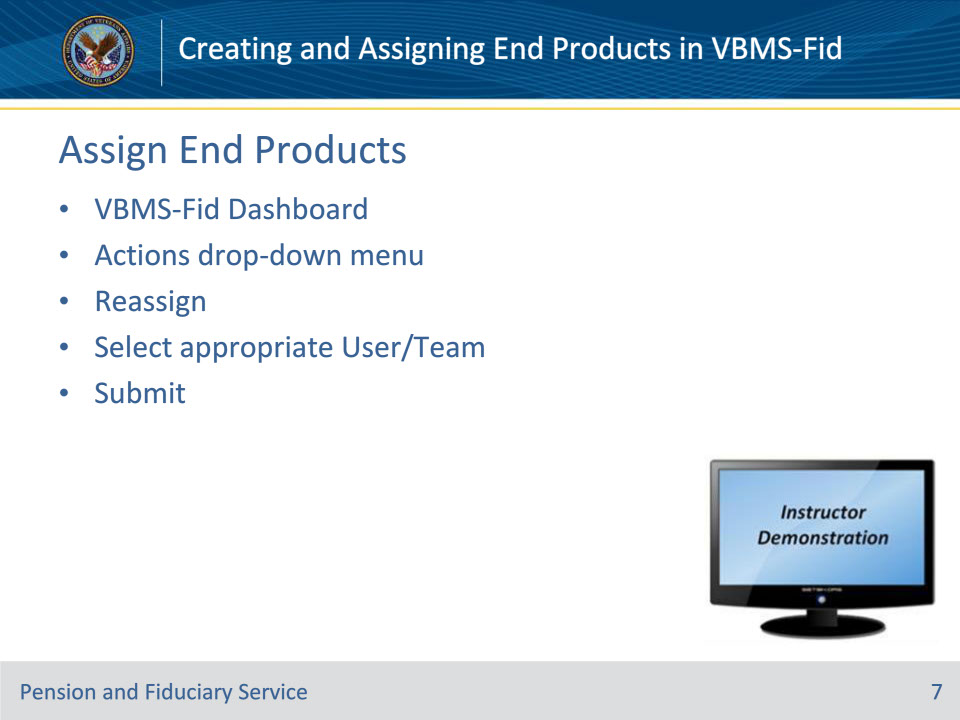 Creating and Assigning End Products in VBMS-Fid
Assign End Products
• VBMS-Fid Dashboard
• Actions drop-down menu
• Reassign
• Select appropriate User/Team
• Submit
Instructor
Demonstration
Pension and Fiduciary Service
7